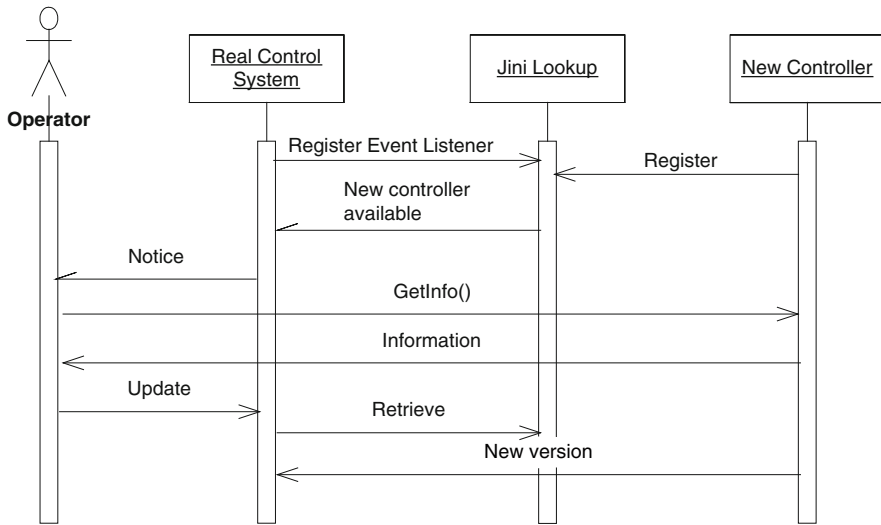 Operator
Real Control
System
Jini Lookup
New Controller
Register Event Listener
Register
New controller
available
Notice
GetInfo()
Information
Update
Retrieve
New version